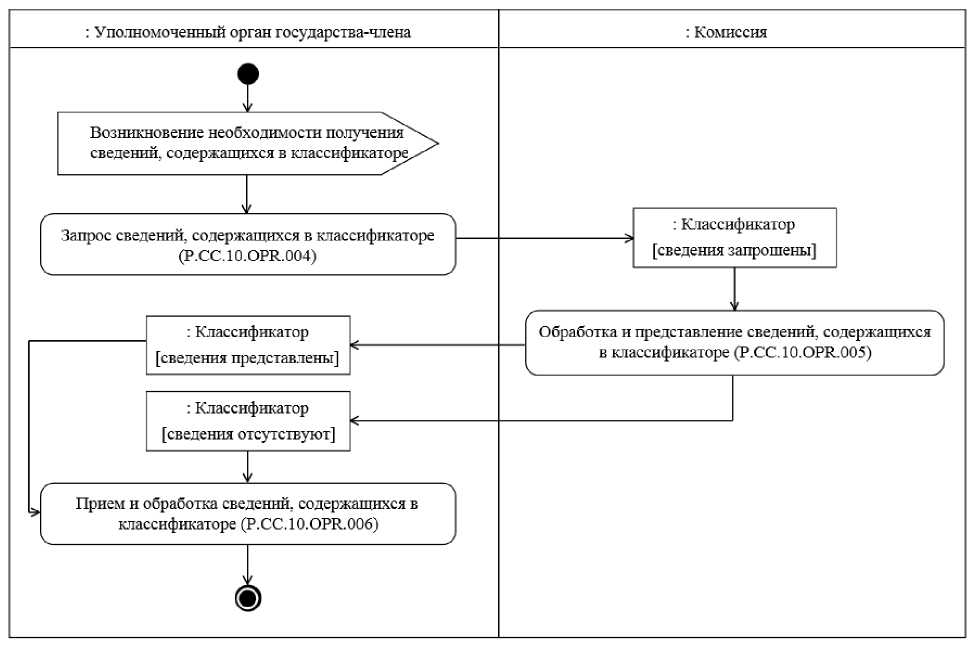 : Уполномоченный орган государства-члена
: Комиссия
Возникновение необходимости получения
сведений, содержащихся в классификаторе
Запрос сведений, содержащихся в классификаторе
(P.CC.10.OPR.004)
: Классификатор
[сведения запрошены]
Обработка и представление сведений, содержащихся
в классификаторе (P.CC.10.OPR.005)
: Классификатор
[сведения представлены]
: Классификатор
[сведения отсутствуют]
Прием и обработка сведений, содержащихся в
классификаторе (P.CC.10.OPR.006)